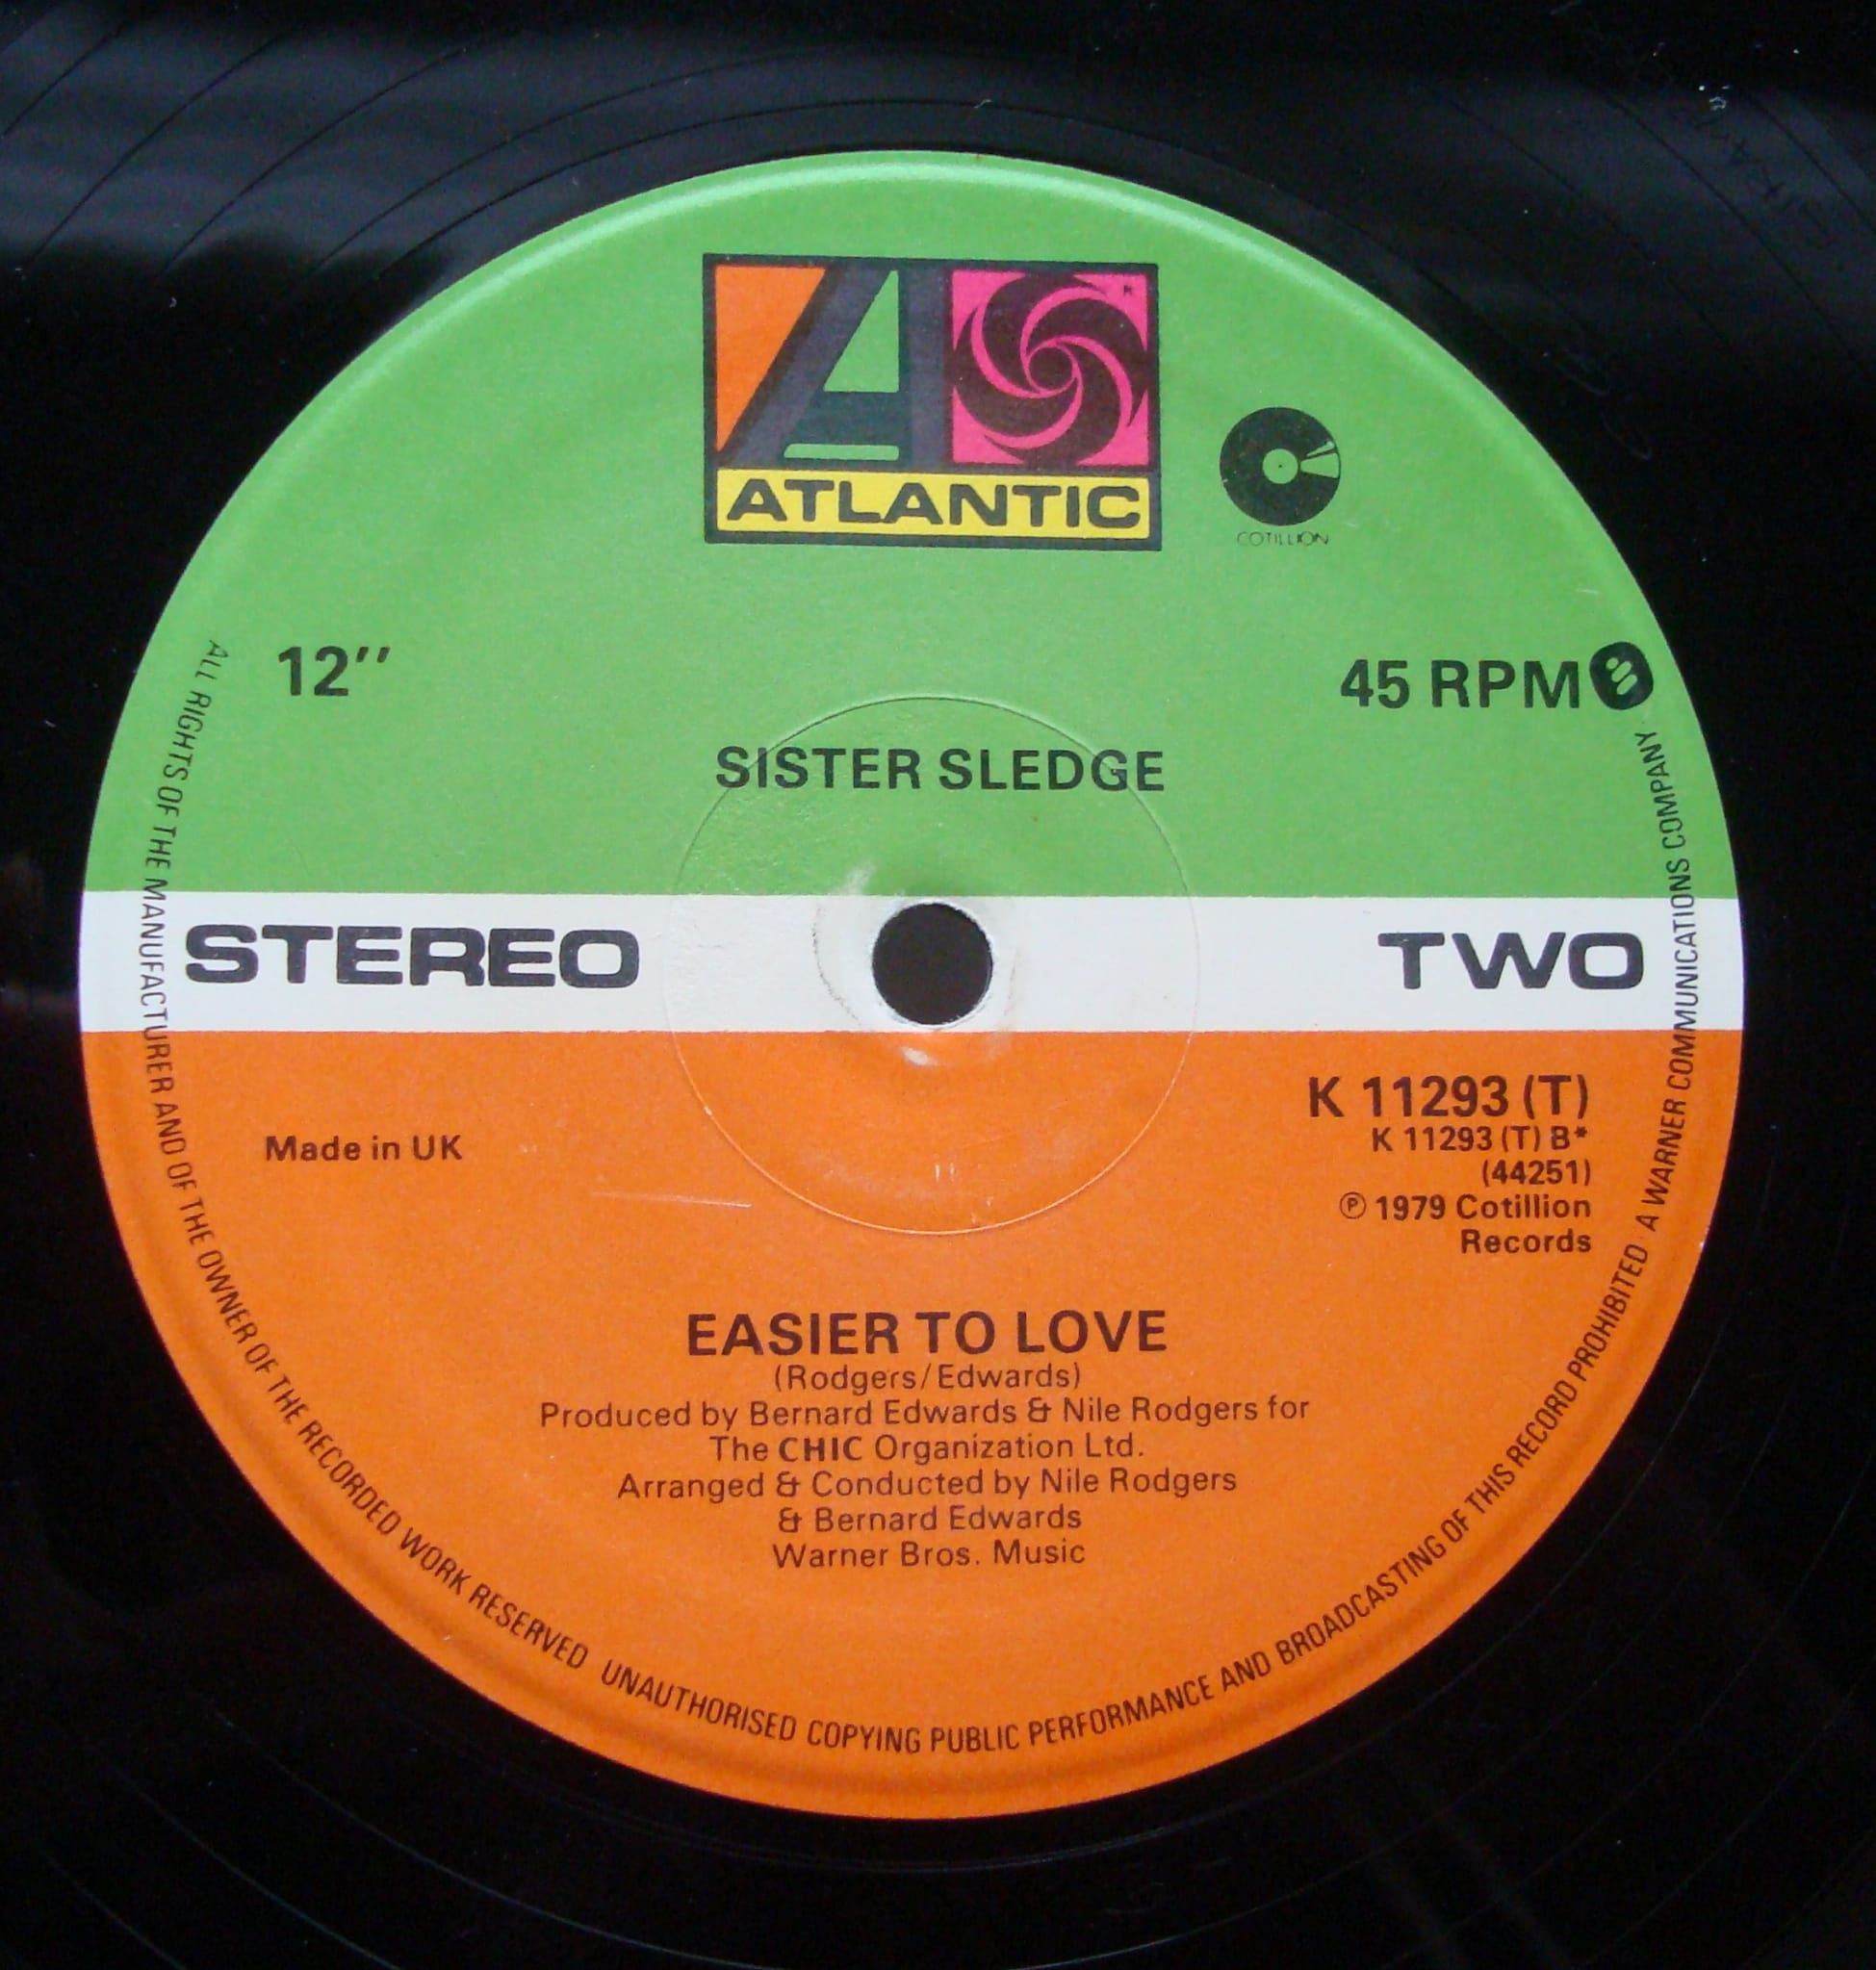 ATLANTIC
COTILLION
12''
45 RPM
SISTER SLEDGE
STEREO
TWO
Made in UK
K 11293 (T)
K 11293 (T) B*
(44251)
℗ 1979 Cotillion
Records
EASIER TO LOVE
(Rodgers/Edwards)
Produced by Bernard Edwards & Nile Rodgers for
The CHIC Organization Ltd.
Arranged & Conducted by Nile Rodgers
& Bernard Edwards
Warner Bros. Music
ALL RIGHTS OF THE MANUFACTURER AND OF THE OWNER OF THE RECORDED WORK RESERVED UNAUTHORISED COPYING PUBLIC PERFORMANCE AND BROADCASTING OF THIS RECORD PROHIBITED · A WARNER COMMUNICATIONS COMPANY